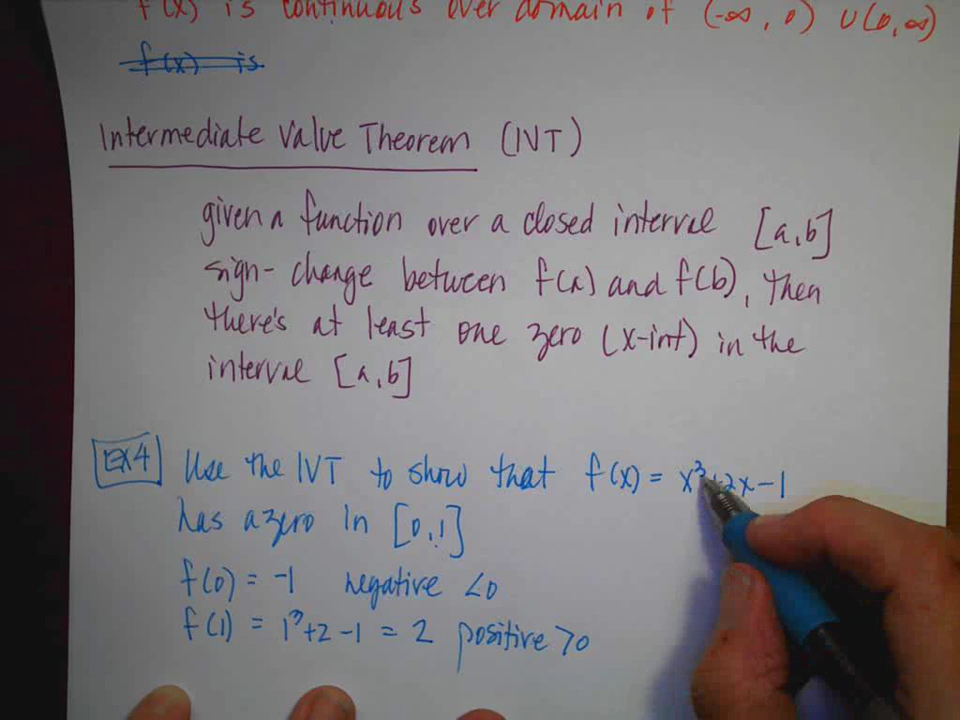 f(x) is continuous over domain of (-∞, 0) ∪ (0, ∞)
f(x) is
Intermediate Value Theorem (IVT)
given a function over a closed interval [a,b]
sign-change between f(a) and f(b), then
there's at least one zero (x-int) in the
interval [a,b]
EX4 Use the IVT to show that f(x) = x³+2x-1
has a zero in [0,1]
f(0) = -1 negative <0
f(1) = 1³+2-1 = 2 positive >0